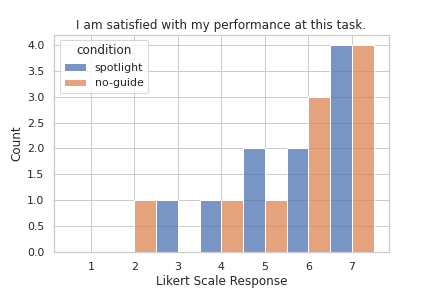 I am satisfied with my performance at this task.
condition
spotlight
no-guide
4.0
3.5
3.0
2.5
2.0
1.5
1.0
0.5
0.0
Count
1 2 3 4 5 6 7
Likert Scale Response